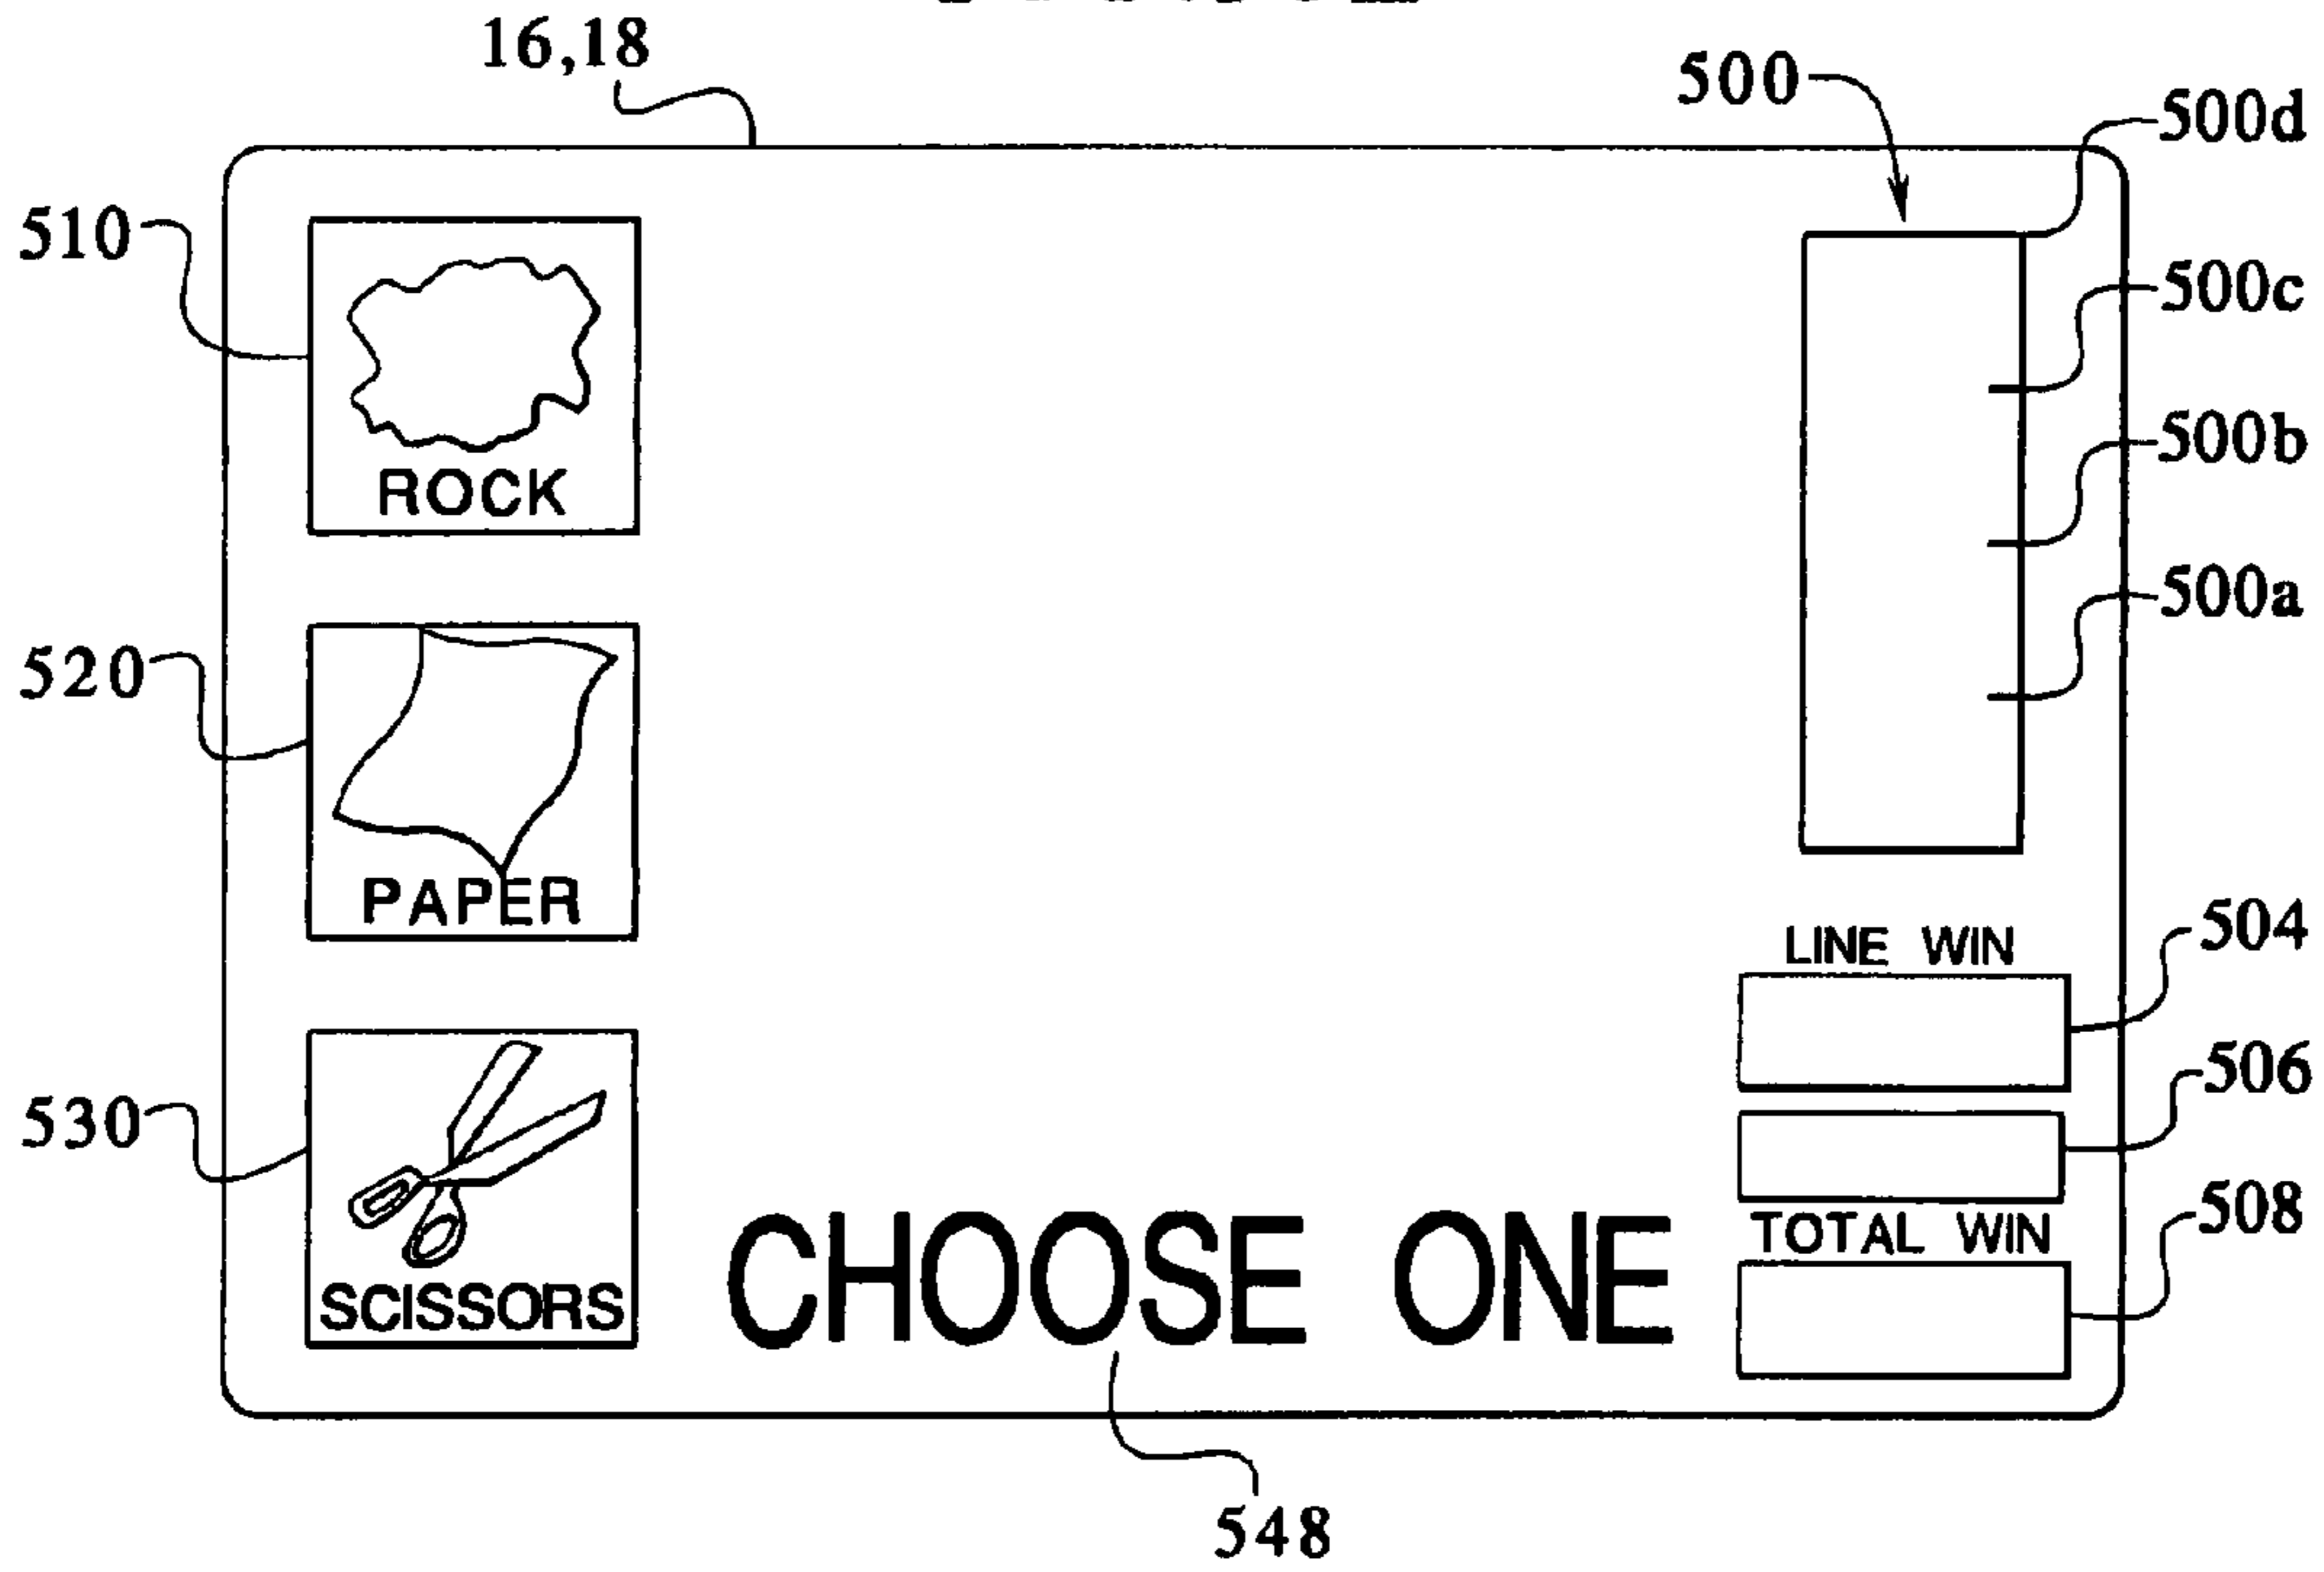 16,18
500
500d
510
500c
ROCK
500b
500a
520
PAPER
LINE WIN
504
506
530
TOTAL WIN
508
SCISSORS
CHOOSE ONE
548